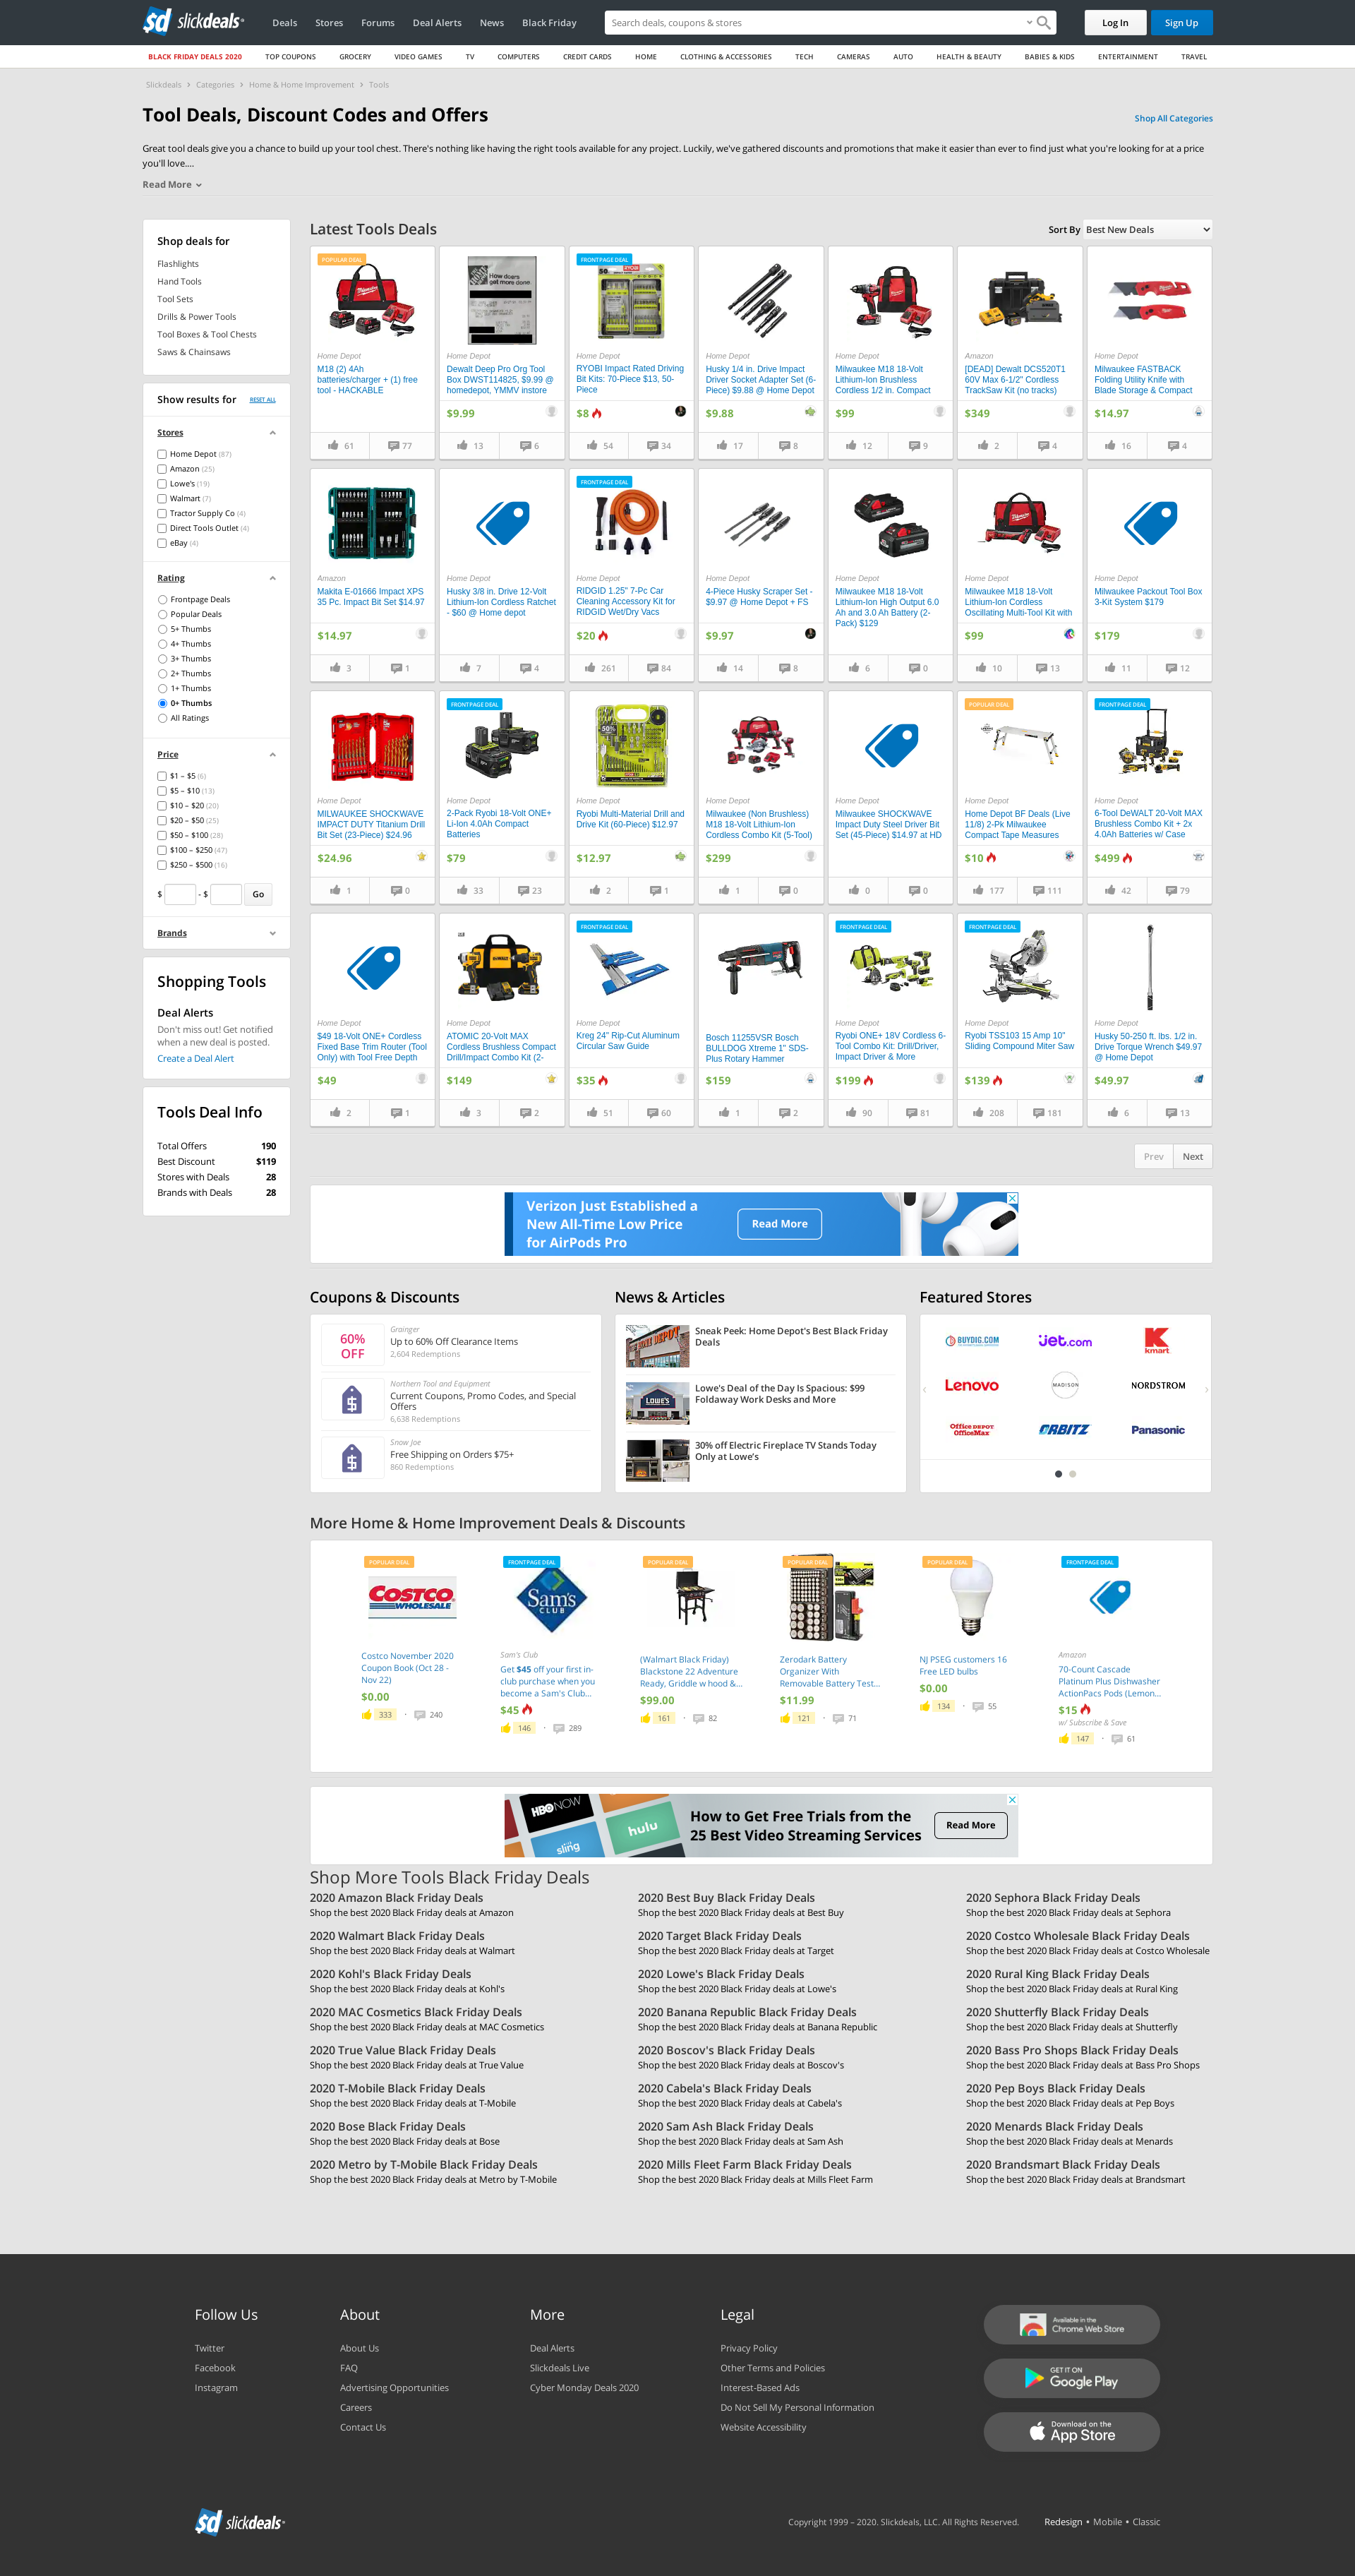 slickdeals
Deals Stores Forums Deal Alerts News Black Friday
Search deals, coupons & stores
Log In Sign Up
BLACK FRIDAY DEALS 2020 TOP COUPONS GROCERY VIDEO GAMES TV COMPUTERS CREDIT CARDS HOME CLOTHING & ACCESSORIES TECH CAMERAS AUTO HEALTH & BEAUTY BABIES & KIDS ENTERTAINMENT TRAVEL
Slickdeals > Categories > Home & Home Improvement > Tools
Tool Deals, Discount Codes and Offers
Shop All Categories
Great tool deals give you a chance to build up your tool chest. There's nothing like having the right tools available for any project. Luckily, we've gathered discounts and promotions that make it easier than ever to find just what you're looking for at a price
you'll love....
Read More
Shop deals for
Flashlights
Hand Tools
Tool Sets
Drills & Power Tools
Tool Boxes & Tool Chests
Saws & Chainsaws
Show results for RESET ALL
Stores
Home Depot (87)
Amazon (25)
Lowe's (19)
Walmart (7)
Tractor Supply Co (4)
Direct Tools Outlet (4)
eBay (4)
Rating
Frontpage Deals
Popular Deals
5+ Thumbs
4+ Thumbs
3+ Thumbs
2+ Thumbs
1+ Thumbs
0+ Thumbs
All Ratings
Price
$1 – $5 (6)
$5 – $10 (13)
$10 – $20 (20)
$20 – $50 (25)
$50 – $100 (28)
$100 – $250 (47)
$250 – $500 (16)
$ - $ Go
Brands
Shopping Tools
Deal Alerts
Don't miss out! Get notified
when a new deal is posted.
Create a Deal Alert
Tools Deal Info
Total Offers 190
Best Discount $119
Stores with Deals 28
Brands with Deals 28
Latest Tools Deals
Sort By Best New Deals
POPULAR DEAL
Home Depot
M18 (2) 4Ah
batteries/charger + (1) free
tool - HACKABLE
61 77
How doers
get more done.
Home Depot
Dewalt Deep Pro Org Tool
Box DWST114825, $9.99 @
homedepot, YMMV instore
$9.99
13 6
FRONTPAGE DEAL
Home Depot
RYOBI Impact Rated Driving
Bit Kits: 70-Piece $13, 50-
Piece
$8
54 34
Home Depot
Husky 1/4 in. Drive Impact
Driver Socket Adapter Set (6-
Piece) $9.88 @ Home Depot
$9.88
17 8
Home Depot
Milwaukee M18 18-Volt
Lithium-Ion Brushless
Cordless 1/2 in. Compact
$99
12 9
Amazon
[DEAD] Dewalt DCS520T1
60V Max 6-1/2" Cordless
TrackSaw Kit (no tracks)
$349
2 4
Home Depot
Milwaukee FASTBACK
Folding Utility Knife with
Blade Storage & Compact
$14.97
16 4
Amazon
Makita E-01666 Impact XPS
35 Pc. Impact Bit Set $14.97
$14.97
3 1
Home Depot
Husky 3/8 in. Drive 12-Volt
Lithium-Ion Cordless Ratchet
- $60 @ Home depot
7 4
FRONTPAGE DEAL
Home Depot
RIDGID 1.25" 7-Pc Car
Cleaning Accessory Kit for
RIDGID Wet/Dry Vacs
$20
261 84
Home Depot
4-Piece Husky Scraper Set -
$9.97 @ Home Depot + FS
$9.97
14 8
Home Depot
Milwaukee M18 18-Volt
Lithium-Ion High Output 6.0
Ah and 3.0 Ah Battery (2-
Pack) $129
6 0
Home Depot
Milwaukee M18 18-Volt
Lithium-Ion Cordless
Oscillating Multi-Tool Kit with
$99
10 13
Home Depot
Milwaukee Packout Tool Box
3-Kit System $179
$179
11 12
Home Depot
MILWAUKEE SHOCKWAVE
IMPACT DUTY Titanium Drill
Bit Set (23-Piece) $24.96
$24.96
1 0
FRONTPAGE DEAL
Home Depot
2-Pack Ryobi 18-Volt ONE+
Li-Ion 4.0Ah Compact
Batteries
$79
33 23
Home Depot
Ryobi Multi-Material Drill and
Drive Kit (60-Piece) $12.97
$12.97
2 1
Home Depot
Milwaukee (Non Brushless)
M18 18-Volt Lithium-Ion
Cordless Combo Kit (5-Tool)
$299
1 0
Home Depot
Milwaukee SHOCKWAVE
Impact Duty Steel Driver Bit
Set (45-Piece) $14.97 at HD
0 0
POPULAR DEAL
Home Depot
Home Depot BF Deals (Live
11/8) 2-Pk Milwaukee
Compact Tape Measures
$10
177 111
FRONTPAGE DEAL
Home Depot
6-Tool DeWALT 20-Volt MAX
Brushless Combo Kit + 2x
4.0Ah Batteries w/ Case
$499
42 79
Home Depot
$49 18-Volt ONE+ Cordless
Fixed Base Trim Router (Tool
Only) with Tool Free Depth
$49
2 1
Home Depot
ATOMIC 20-Volt MAX
Cordless Brushless Compact
Drill/Impact Combo Kit (2-
$149
3 2
FRONTPAGE DEAL
Home Depot
Kreg 24" Rip-Cut Aluminum
Circular Saw Guide
$35
51 60
Bosch 11255VSR Bosch
BULLDOG Xtreme 1" SDS-
Plus Rotary Hammer
$159
1 2
FRONTPAGE DEAL
Home Depot
Ryobi ONE+ 18V Cordless 6-
Tool Combo Kit: Drill/Driver,
Impact Driver & More
$199
90 81
FRONTPAGE DEAL
Home Depot
Ryobi TSS103 15 Amp 10"
Sliding Compound Miter Saw
$139
208 181
Home Depot
Husky 50-250 ft. lbs. 1/2 in.
Drive Torque Wrench $49.97
@ Home Depot
$49.97
6 13
Prev Next
Verizon Just Established a
New All-Time Low Price
for AirPods Pro
Read More
Coupons & Discounts
60%
OFF
Grainger
Up to 60% Off Clearance Items
2,604 Redemptions
Northern Tool and Equipment
Current Coupons, Promo Codes, and Special
Offers
6,638 Redemptions
Snow Joe
Free Shipping on Orders $75+
860 Redemptions
News & Articles
Sneak Peek: Home Depot's Best Black Friday
Deals
Lowe's Deal of the Day Is Spacious: $99
Foldaway Work Desks and More
30% off Electric Fireplace TV Stands Today
Only at Lowe's
Featured Stores
BUYDIG.COM jet.com kmart
Lenovo MADISON NORDSTROM
Office DEPOT
OfficeMax ORBITZ Panasonic
More Home & Home Improvement Deals & Discounts
POPULAR DEAL
COSTCO
WHOLESALE
Costco November 2020
Coupon Book (Oct 28 -
Nov 22)
$0.00
333 · 240
FRONTPAGE DEAL
Sam's
CLUB
Sam's Club
Get $45 off your first in-
club purchase when you
become a Sam's Club...
$45
146 · 289
POPULAR DEAL
(Walmart Black Friday)
Blackstone 22 Adventure
Ready, Griddle w hood &...
$99.00
161 · 82
POPULAR DEAL
Zerodark Battery
Organizer With
Removable Battery Test...
$11.99
121 · 71
POPULAR DEAL
NJ PSEG customers 16
Free LED bulbs
$0.00
134 · 55
FRONTPAGE DEAL
Amazon
70-Count Cascade
Platinum Plus Dishwasher
ActionPacs Pods (Lemon...
$15
w/ Subscribe & Save
147 · 61
HBO NOW
hulu
sling
How to Get Free Trials from the
25 Best Video Streaming Services
Read More
Shop More Tools Black Friday Deals
2020 Amazon Black Friday Deals
Shop the best 2020 Black Friday deals at Amazon
2020 Best Buy Black Friday Deals
Shop the best 2020 Black Friday deals at Best Buy
2020 Sephora Black Friday Deals
Shop the best 2020 Black Friday deals at Sephora
2020 Walmart Black Friday Deals
Shop the best 2020 Black Friday deals at Walmart
2020 Target Black Friday Deals
Shop the best 2020 Black Friday deals at Target
2020 Costco Wholesale Black Friday Deals
Shop the best 2020 Black Friday deals at Costco Wholesale
2020 Kohl's Black Friday Deals
Shop the best 2020 Black Friday deals at Kohl's
2020 Lowe's Black Friday Deals
Shop the best 2020 Black Friday deals at Lowe's
2020 Rural King Black Friday Deals
Shop the best 2020 Black Friday deals at Rural King
2020 MAC Cosmetics Black Friday Deals
Shop the best 2020 Black Friday deals at MAC Cosmetics
2020 Banana Republic Black Friday Deals
Shop the best 2020 Black Friday deals at Banana Republic
2020 Shutterfly Black Friday Deals
Shop the best 2020 Black Friday deals at Shutterfly
2020 True Value Black Friday Deals
Shop the best 2020 Black Friday deals at True Value
2020 Boscov's Black Friday Deals
Shop the best 2020 Black Friday deals at Boscov's
2020 Bass Pro Shops Black Friday Deals
Shop the best 2020 Black Friday deals at Bass Pro Shops
2020 T-Mobile Black Friday Deals
Shop the best 2020 Black Friday deals at T-Mobile
2020 Cabela's Black Friday Deals
Shop the best 2020 Black Friday deals at Cabela's
2020 Pep Boys Black Friday Deals
Shop the best 2020 Black Friday deals at Pep Boys
2020 Bose Black Friday Deals
Shop the best 2020 Black Friday deals at Bose
2020 Sam Ash Black Friday Deals
Shop the best 2020 Black Friday deals at Sam Ash
2020 Menards Black Friday Deals
Shop the best 2020 Black Friday deals at Menards
2020 Metro by T-Mobile Black Friday Deals
Shop the best 2020 Black Friday deals at Metro by T-Mobile
2020 Mills Fleet Farm Black Friday Deals
Shop the best 2020 Black Friday deals at Mills Fleet Farm
2020 Brandsmart Black Friday Deals
Shop the best 2020 Black Friday deals at Brandsmart
Follow Us
Twitter
Facebook
Instagram
About
About Us
FAQ
Advertising Opportunities
Careers
Contact Us
More
Deal Alerts
Slickdeals Live
Cyber Monday Deals 2020
Legal
Privacy Policy
Other Terms and Policies
Interest-Based Ads
Do Not Sell My Personal Information
Website Accessibility
Available in the
Chrome Web Store
GET IT ON
Google Play
Download on the
App Store
slickdeals
Copyright 1999 – 2020. Slickdeals, LLC. All Rights Reserved.
Redesign • Mobile • Classic